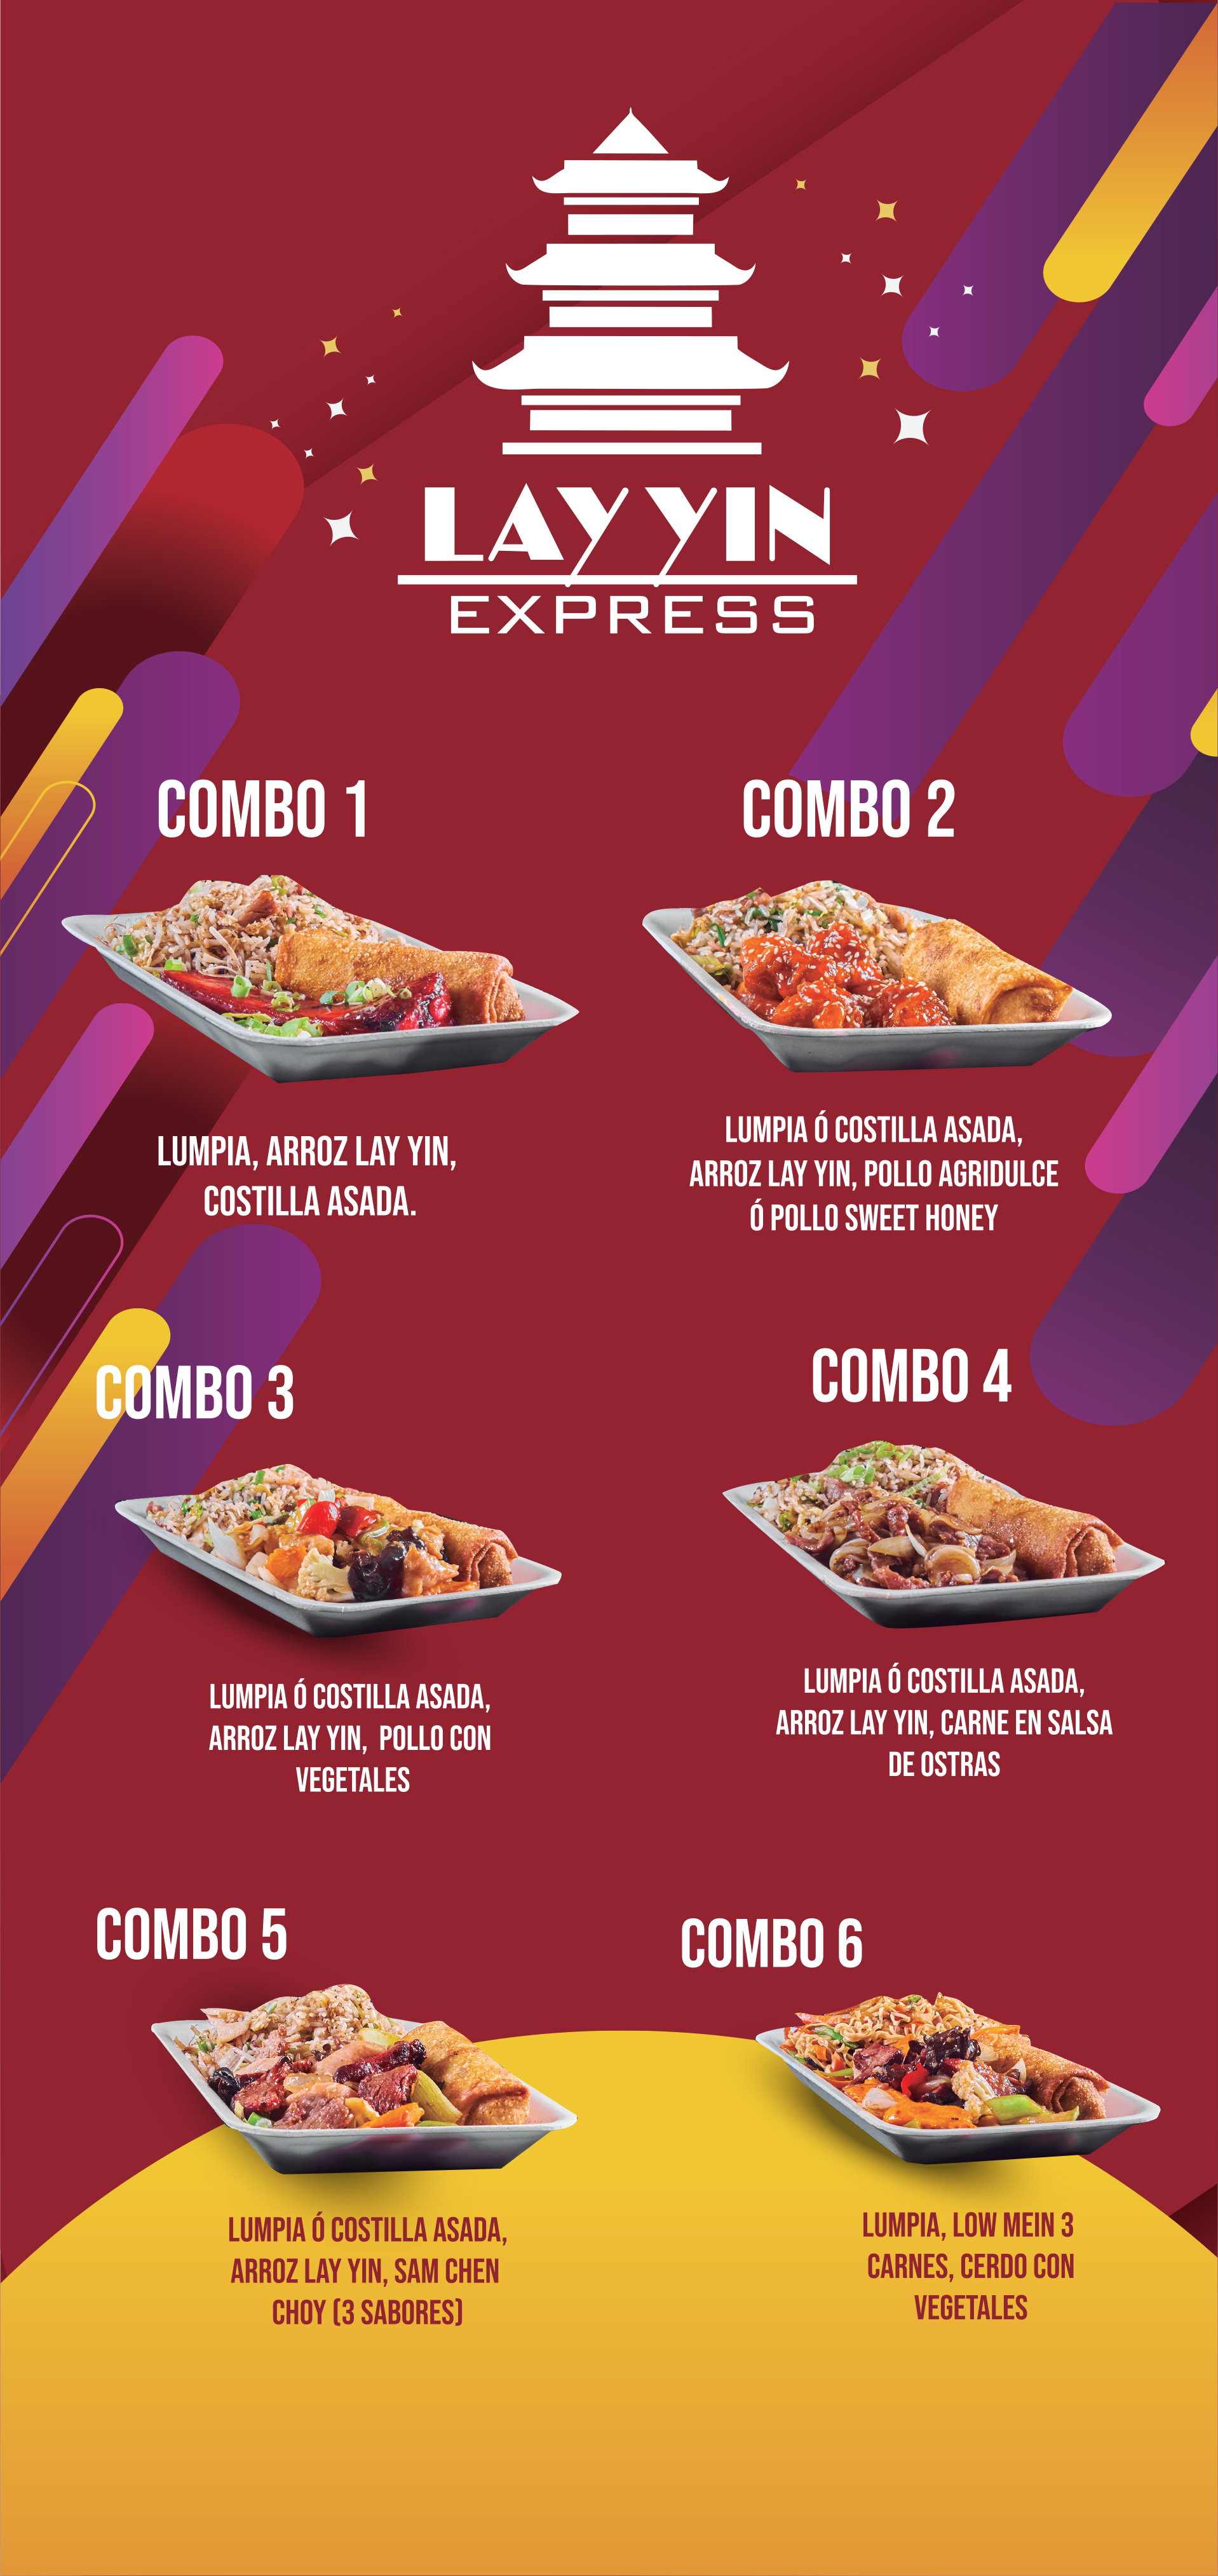 LAY YIN
EXPRESS
COMBO 1
LUMPIA, ARROZ LAY YIN,
COSTILLA ASADA.
COMBO 2
LUMPIA Ó COSTILLA ASADA,
ARROZ LAY YIN, POLLO AGRIDULCE
Ó POLLO SWEET HONEY
COMBO 3
LUMPIA Ó COSTILLA ASADA,
ARROZ LAY YIN, POLLO CON
VEGETALES
COMBO 4
LUMPIA Ó COSTILLA ASADA,
ARROZ LAY YIN, CARNE EN SALSA
DE OSTRAS
COMBO 5
LUMPIA Ó COSTILLA ASADA,
ARROZ LAY YIN, SAM CHEN
CHOY (3 SABORES)
COMBO 6
LUMPIA, LOW MEIN 3
CARNES, CERDO CON
VEGETALES